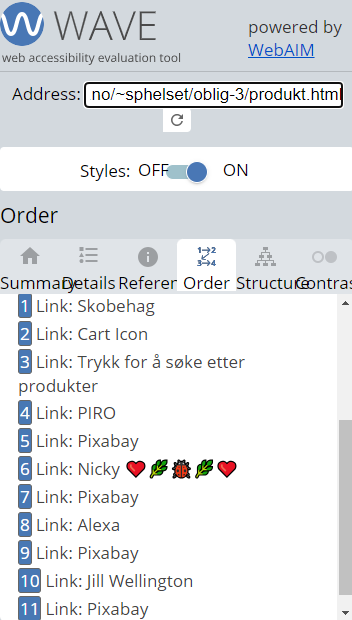 WAVE
powered by
WebAIM
web accessibility evaluation tool
Address: no/~sphelset/oblig-3/produkt.html
Styles: OFF ON
Order
Summary Details Referen Order Structure Contras
1 Link: Skobehag
2 Link: Cart Icon
3 Link: Trykk for å søke etter
produkter
4 Link: PIRO
5 Link: Pixabay
6 Link: Nicky ❤️🌿🐞🌿❤️
7 Link: Pixabay
8 Link: Alexa
9 Link: Pixabay
10 Link: Jill Wellington
11 Link: Pixabay